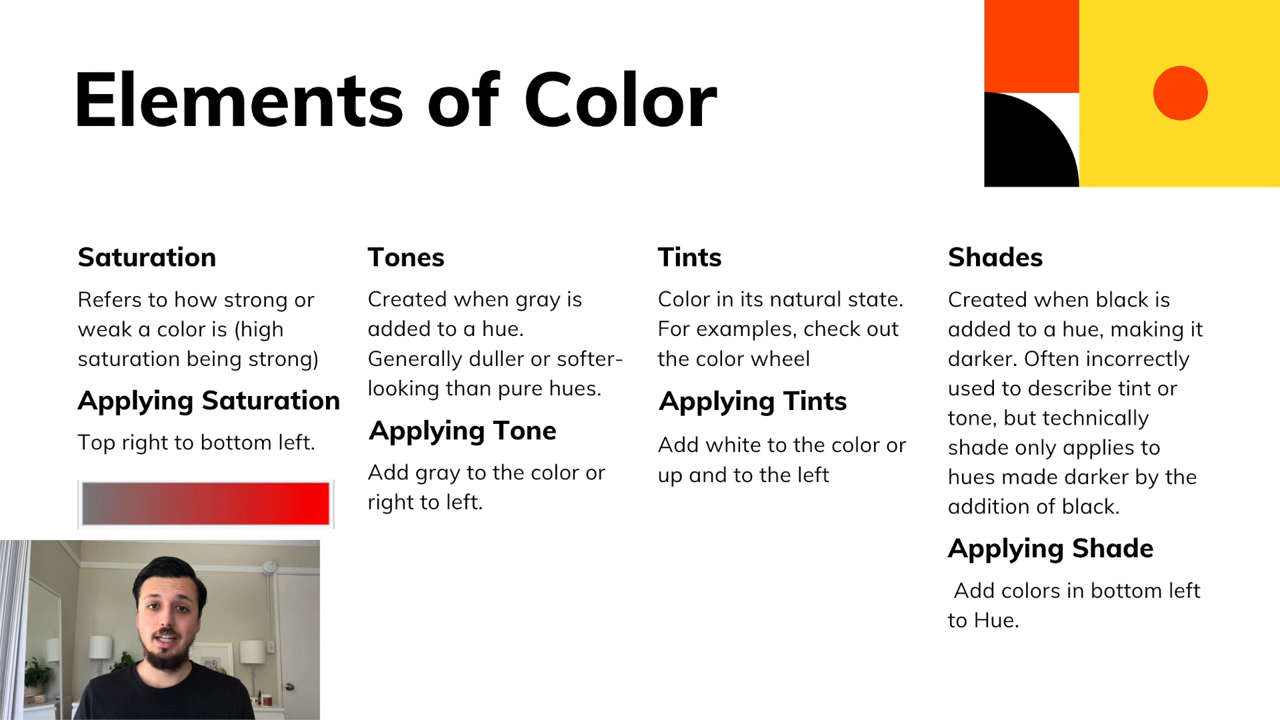 Elements of Color
Saturation
Refers to how strong or
weak a color is (high
saturation being strong)
Applying Saturation
Top right to bottom left.
Tones
Created when gray is
added to a hue.
Generally duller or softer-
looking than pure hues.
Applying Tone
Add gray to the color or
right to left.
Tints
Color in its natural state.
For examples, check out
the color wheel
Applying Tints
Add white to the color or
up and to the left
Shades
Created when black is
added to a hue, making it
darker. Often incorrectly
used to describe tint or
tone, but technically
shade only applies to
hues made darker by the
addition of black.
Applying Shade
Add colors in bottom left
to Hue.